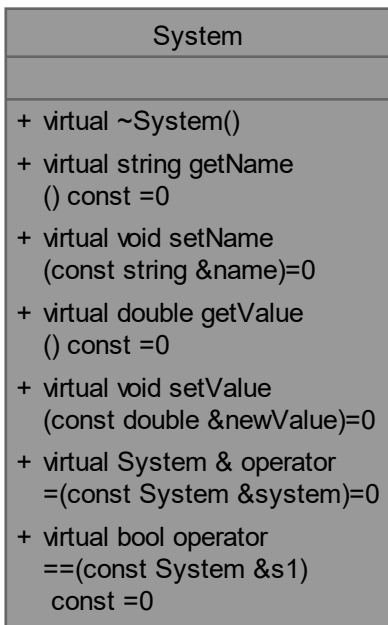 System
+ virtual ~System()
+ virtual string getName
() const =0
+ virtual void setName
(const string &name)=0
+ virtual double getValue
() const =0
+ virtual void setValue
(const double &newValue)=0
+ virtual System & operator
=(const System &system)=0
+ virtual bool operator
==(const System &s1)
const =0